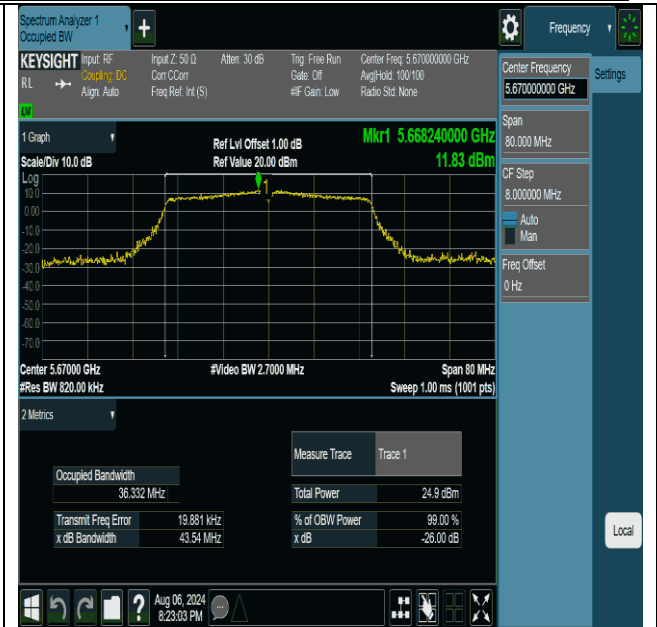 Spectrum Analyzer 1
Occupied BW
Frequency
KEYSIGHT Input: RF Input Z: 50 Ω Atten: 30 dB Trig: Free Run Center Freq: 5.670000000 GHz
RL Coupling: DC Corr CCorr Gate: Off Avg|Hold: 100/100
Align: Auto Freq Ref: Int (S) #IF Gain: Low Radio Std: None
1 Graph
Ref Lvl Offset 1.00 dB Mkr1 5.668240000 GHz
Scale/Div 10.0 dB Ref Value 20.00 dBm 11.83 dBm
Log
10.0
0.00
-10.0
-20.0
-30.0
-40.0
-50.0
-60.0
-70.0
1
Center 5.67000 GHz #Video BW 2.7000 MHz Span 80 MHz
#Res BW 820.00 kHz Sweep 1.00 ms (1001 pts)
2 Metrics
Measure Trace Trace 1
Occupied Bandwidth
36.332 MHz
Total Power 24.9 dBm
Transmit Freq Error 19.881 kHz % of OBW Power 99.00 %
x dB Bandwidth 43.54 MHz x dB -26.00 dB
Aug 06, 2024
8:23:03 PM
Center Frequency
5.670000000 GHz
Settings
Span
80.000 MHz
CF Step
8.000000 MHz
Auto
Man
Freq Offset
0 Hz
Local